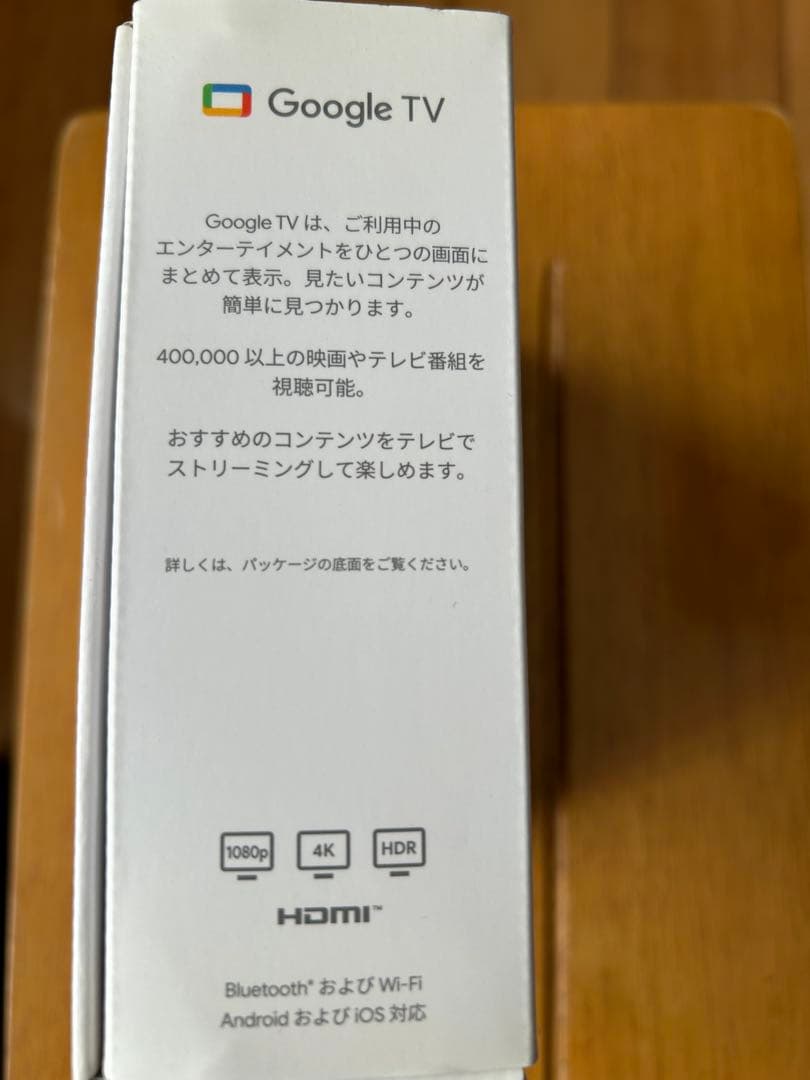 Google TV
Google TV は、ご利用中の
エンターテイメントをひとつの画面に
まとめて表示。見たいコンテンツが
簡単に見つかります。
400,000 以上の映画やテレビ番組を
視聴可能。
おすすめのコンテンツをテレビで
ストリーミングして楽しめます。
詳しくは、パッケージの底面をご覧ください。
1080p 4K HDR
HDMI™
Bluetooth® および Wi-Fi
Android および iOS 対応